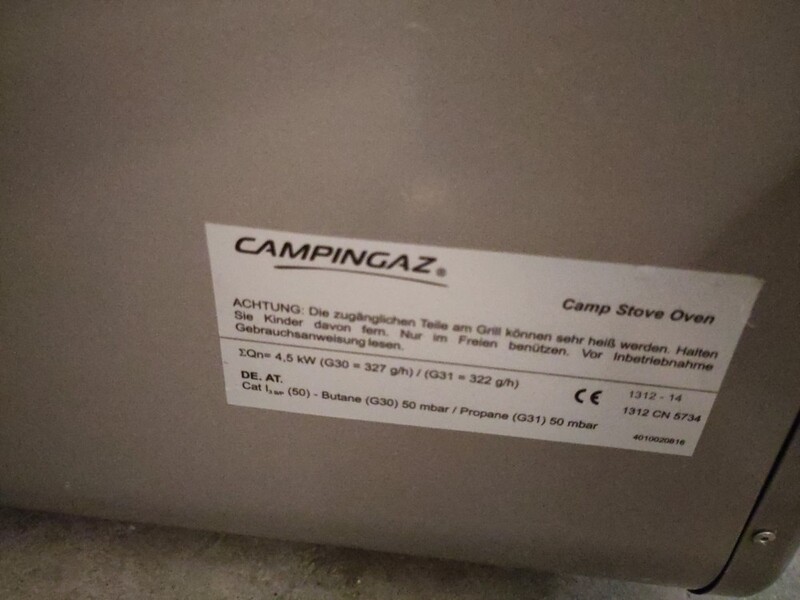 CAMPINGAZ®
Camp Stove Oven
ACHTUNG: Die zugänglichen Teile am Grill können sehr heiß werden. Halten
Sie Kinder davon fern. Nur im Freien benützen. Vor Inbetriebnahme
Gebrauchsanweisung lesen.
ΣQn= 4,5 kW (G30 = 327 g/h) / (G31 = 322 g/h)
CE
1312 - 14
DE. AT.
1312 CN 5734
Cat I₃ BP (50) - Butane (G30) 50 mbar / Propane (G31) 50 mbar
4010020816